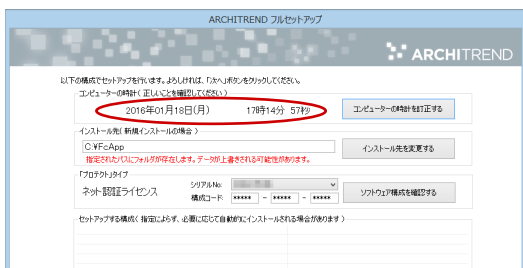 ARCHITREND フルセットアップ
ARCHITREND
以下の構成でセットアップを行います。よろしければ、「次へ」ボタンをクリックしてください。
コンピューターの時計( 正しいことを確認してください )
2016年01月18日(月) 17時14分 57秒
コンピューターの時計を訂正する
インストール先( 新規インストールの場合 )
C:¥FcApp
インストール先を変更する
指定されたパスにフォルダが存在します。データが上書きされる可能性があります。
「プロテクト」タイプ
ネット認証ライセンス
シリアルNo:
構成コード: ***** - ***** - *****
ソフトウェア構成を確認する
セットアップする構成( 指定によらず、必要に応じて自動的にインストールされる場合があります )